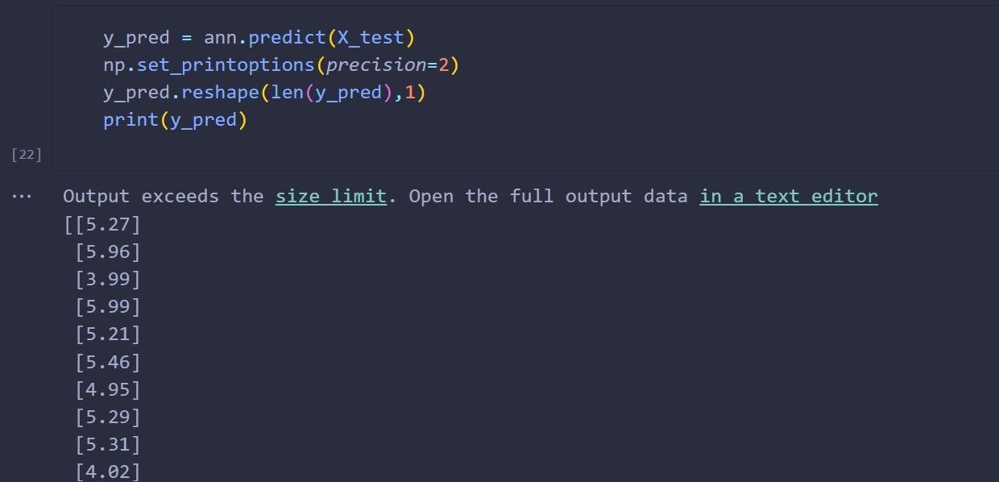 y_pred = ann.predict(X_test)
np.set_printoptions(precision=2)
y_pred.reshape(len(y_pred),1)
print(y_pred)
[22]
··· Output exceeds the size limit. Open the full output data in a text editor
[[5.27]
[5.96]
[3.99]
[5.99]
[5.21]
[5.46]
[4.95]
[5.29]
[5.31]
[4.02]